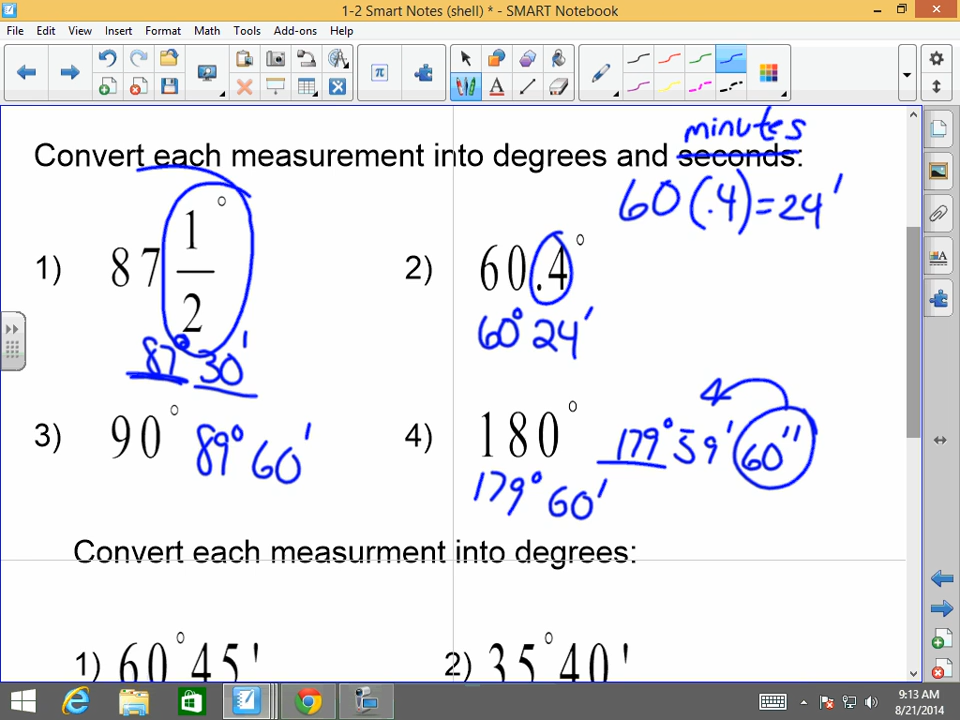 1-2 Smart Notes (shell) * - SMART Notebook
File Edit View Insert Format Math Tools Add-ons Help
minutes
Convert each measurement into degrees and seconds:
60(.4)=24'
1) 87 1/2°
87° 30'
2) 60.4°
60° 24'
3) 90° 89° 60'
4) 180° 179° 59' 60"
179° 60'
Convert each measurment into degrees:
1) 60°45'
2) 35°40'
9:13 AM
8/21/2014